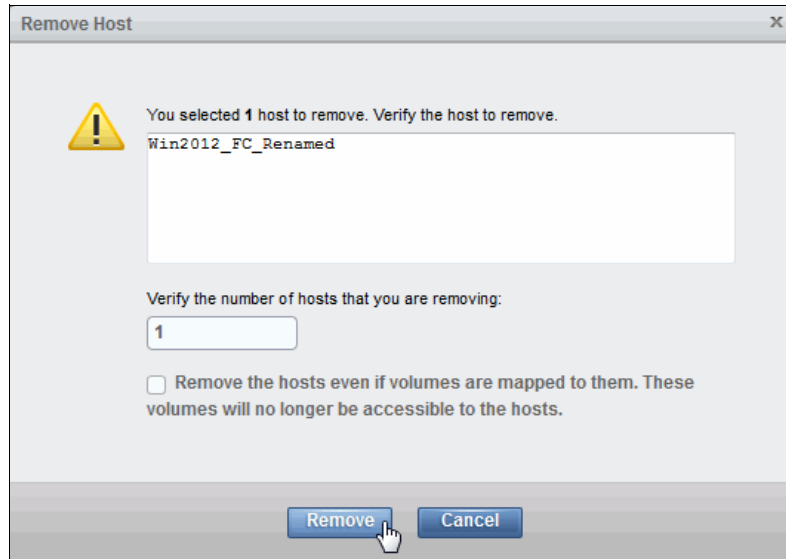 Remove Host
x
You selected 1 host to remove. Verify the host to remove.
Win2012_FC_Renamed
Verify the number of hosts that you are removing:
1
Remove the hosts even if volumes are mapped to them. These
volumes will no longer be accessible to the hosts.
Remove
Cancel